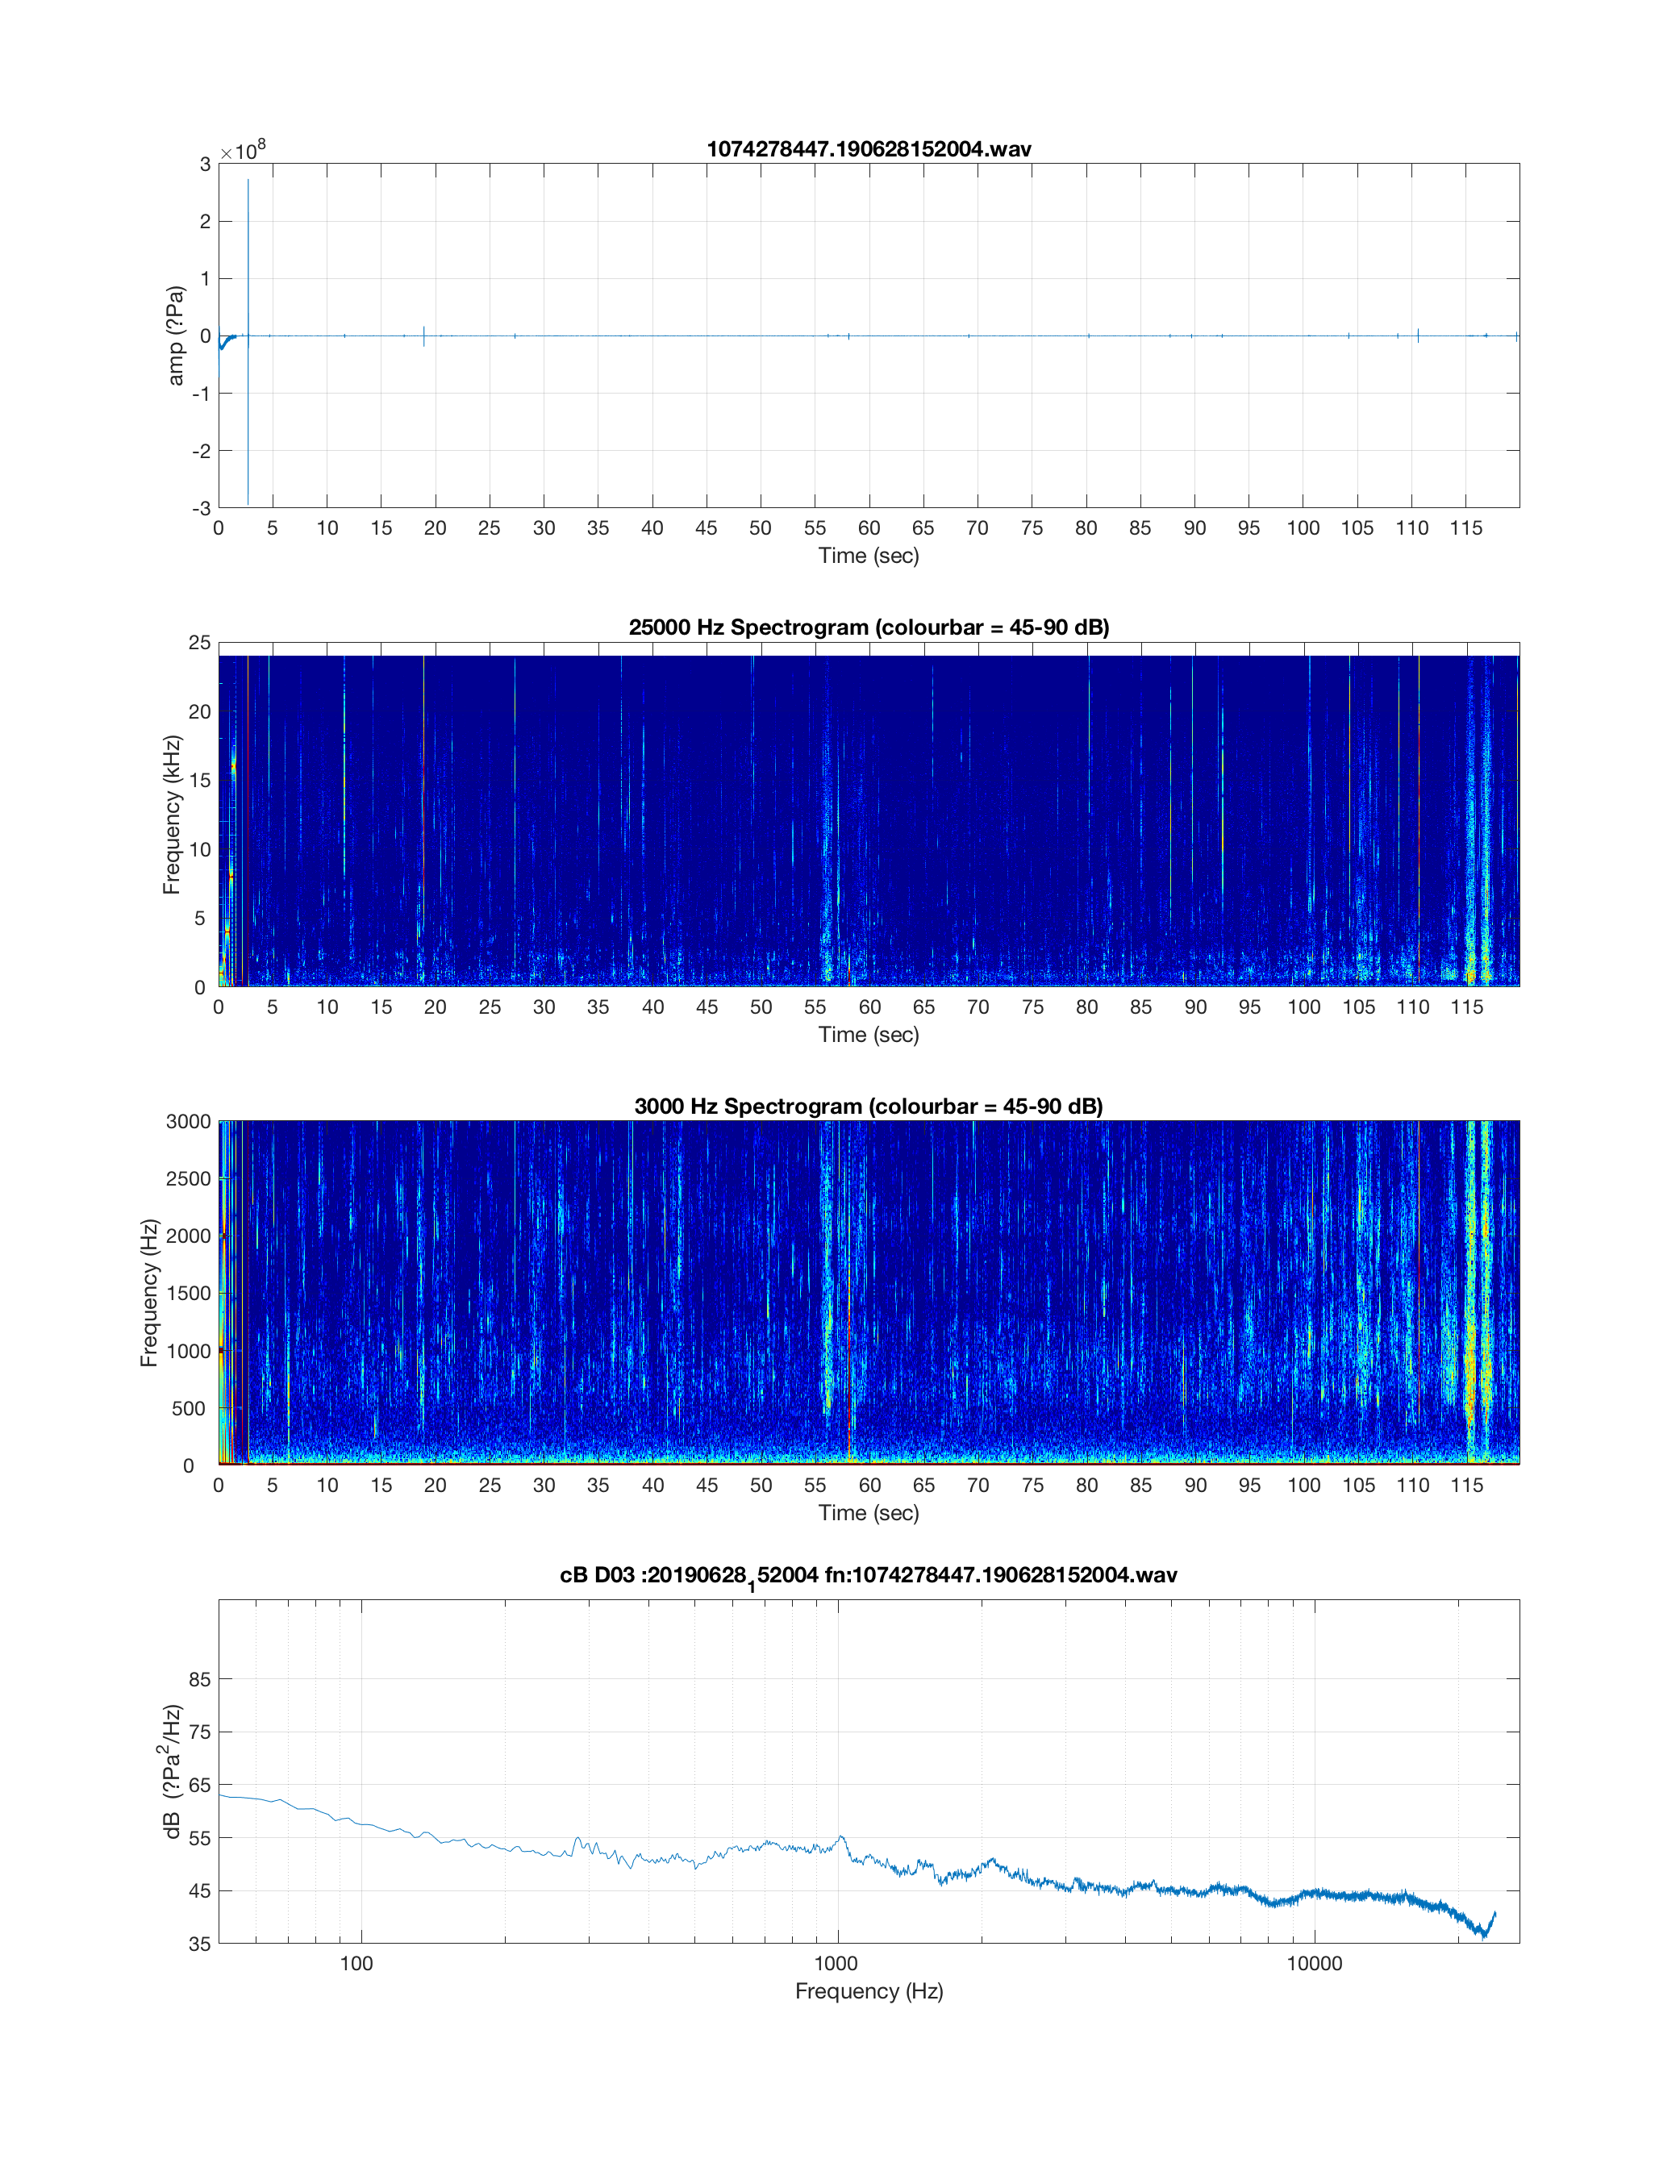 1074278447.190628152004.wav
×10^8
3
2
1
0
-1
-2
-3
amp (?Pa)
0 5 10 15 20 25 30 35 40 45 50 55 60 65 70 75 80 85 90 95 100 105 110 115
Time (sec)
25000 Hz Spectrogram (colourbar = 45-90 dB)
25
20
15
10
5
0
Frequency (kHz)
0 5 10 15 20 25 30 35 40 45 50 55 60 65 70 75 80 85 90 95 100 105 110 115
Time (sec)
3000 Hz Spectrogram (colourbar = 45-90 dB)
3000
2500
2000
1500
1000
500
0
Frequency (Hz)
0 5 10 15 20 25 30 35 40 45 50 55 60 65 70 75 80 85 90 95 100 105 110 115
Time (sec)
cB D03 :20190628_152004 fn:1074278447.190628152004.wav
85
75
65
55
45
35
dB (?Pa^2/Hz)
100 1000 10000
Frequency (Hz)